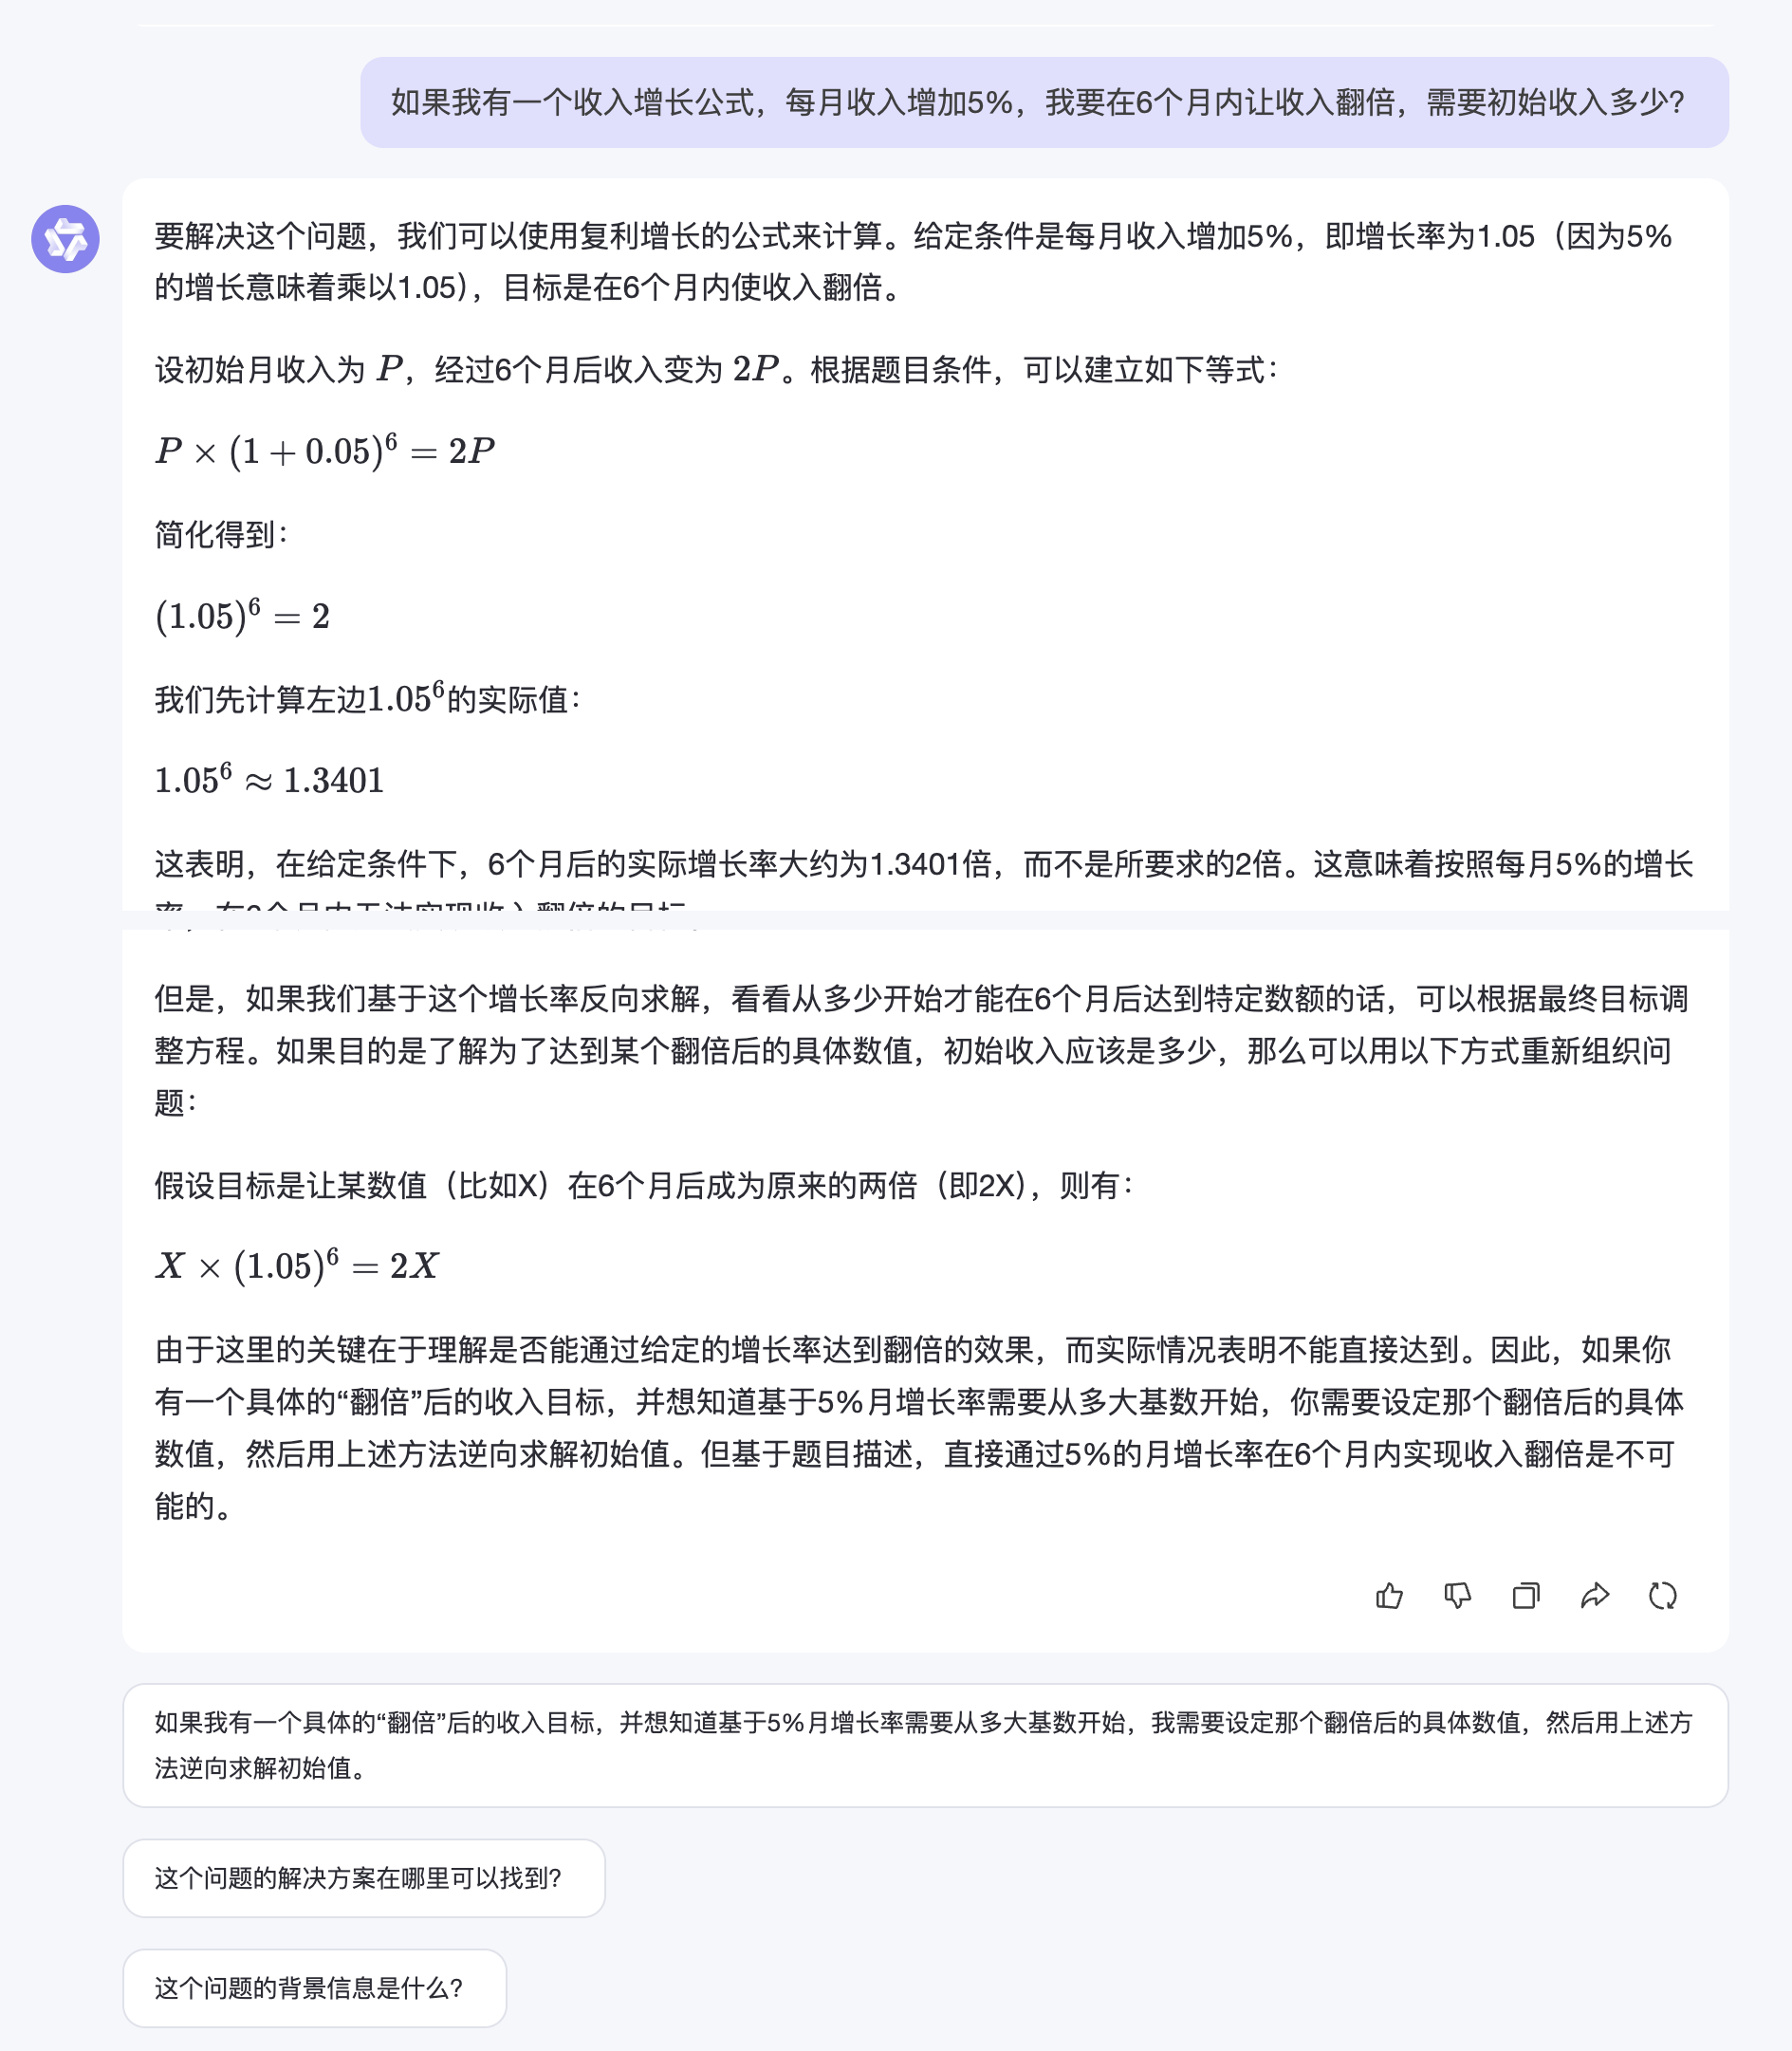 如果我有一个收入增长公式，每月收入增加5%，我要在6个月内让收入翻倍，需要初始收入多少？
要解决这个问题，我们可以使用复利增长的公式来计算。给定条件是每月收入增加5%，即增长率为1.05（因为5%
的增长意味着乘以1.05），目标是在6个月内使收入翻倍。
设初始月收入为 P，经过6个月后收入变为 2P。根据题目条件，可以建立如下等式：
P × (1 + 0.05)⁶ = 2P
简化得到：
(1.05)⁶ = 2
我们先计算左边1.05⁶的实际值：
1.05⁶ ≈ 1.3401
这表明，在给定条件下，6个月后的实际增长率大约为1.3401倍，而不是所要求的2倍。这意味着按照每月5%的增长
率，在6个月内无法实现收入翻倍的目标。
但是，如果我们基于这个增长率反向求解，看看从多少开始才能在6个月后达到特定数额的话，可以根据最终目标调
整方程。如果目的是了解为了达到某个翻倍后的具体数值，初始收入应该是多少，那么可以用以下方式重新组织问
题：
假设目标是让某数值（比如X）在6个月后成为原来的两倍（即2X），则有：
X × (1.05)⁶ = 2X
由于这里的关键在于理解是否能通过给定的增长率达到翻倍的效果，而实际情况表明不能直接达到。因此，如果你
有一个具体的“翻倍”后的收入目标，并想知道基于5%月增长率需要从多大基数开始，你需要设定那个翻倍后的具体
数值，然后用上述方法逆向求解初始值。但基于题目描述，直接通过5%的月增长率在6个月内实现收入翻倍是不可
能的。
如果我有一个具体的“翻倍”后的收入目标，并想知道基于5%月增长率需要从多大基数开始，我需要设定那个翻倍后的具体数值，然后用上述方
法逆向求解初始值。
这个问题的解决方案在哪里可以找到?
这个问题的背景信息是什么?